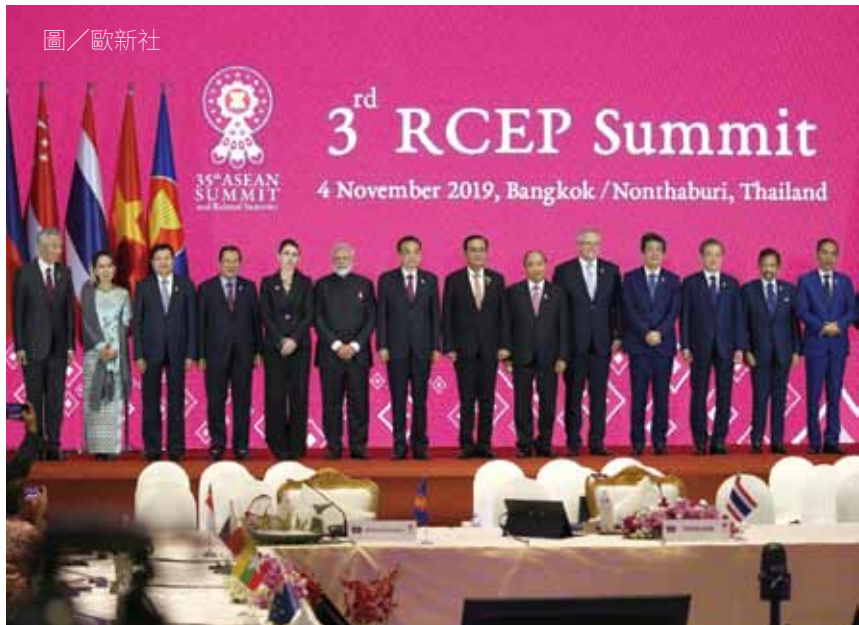 圖／歐新社
3rd RCEP Summit
4 November 2019, Bangkok /Nonthaburi, Thailand
35th ASEAN
SUMMIT
and Related Summits